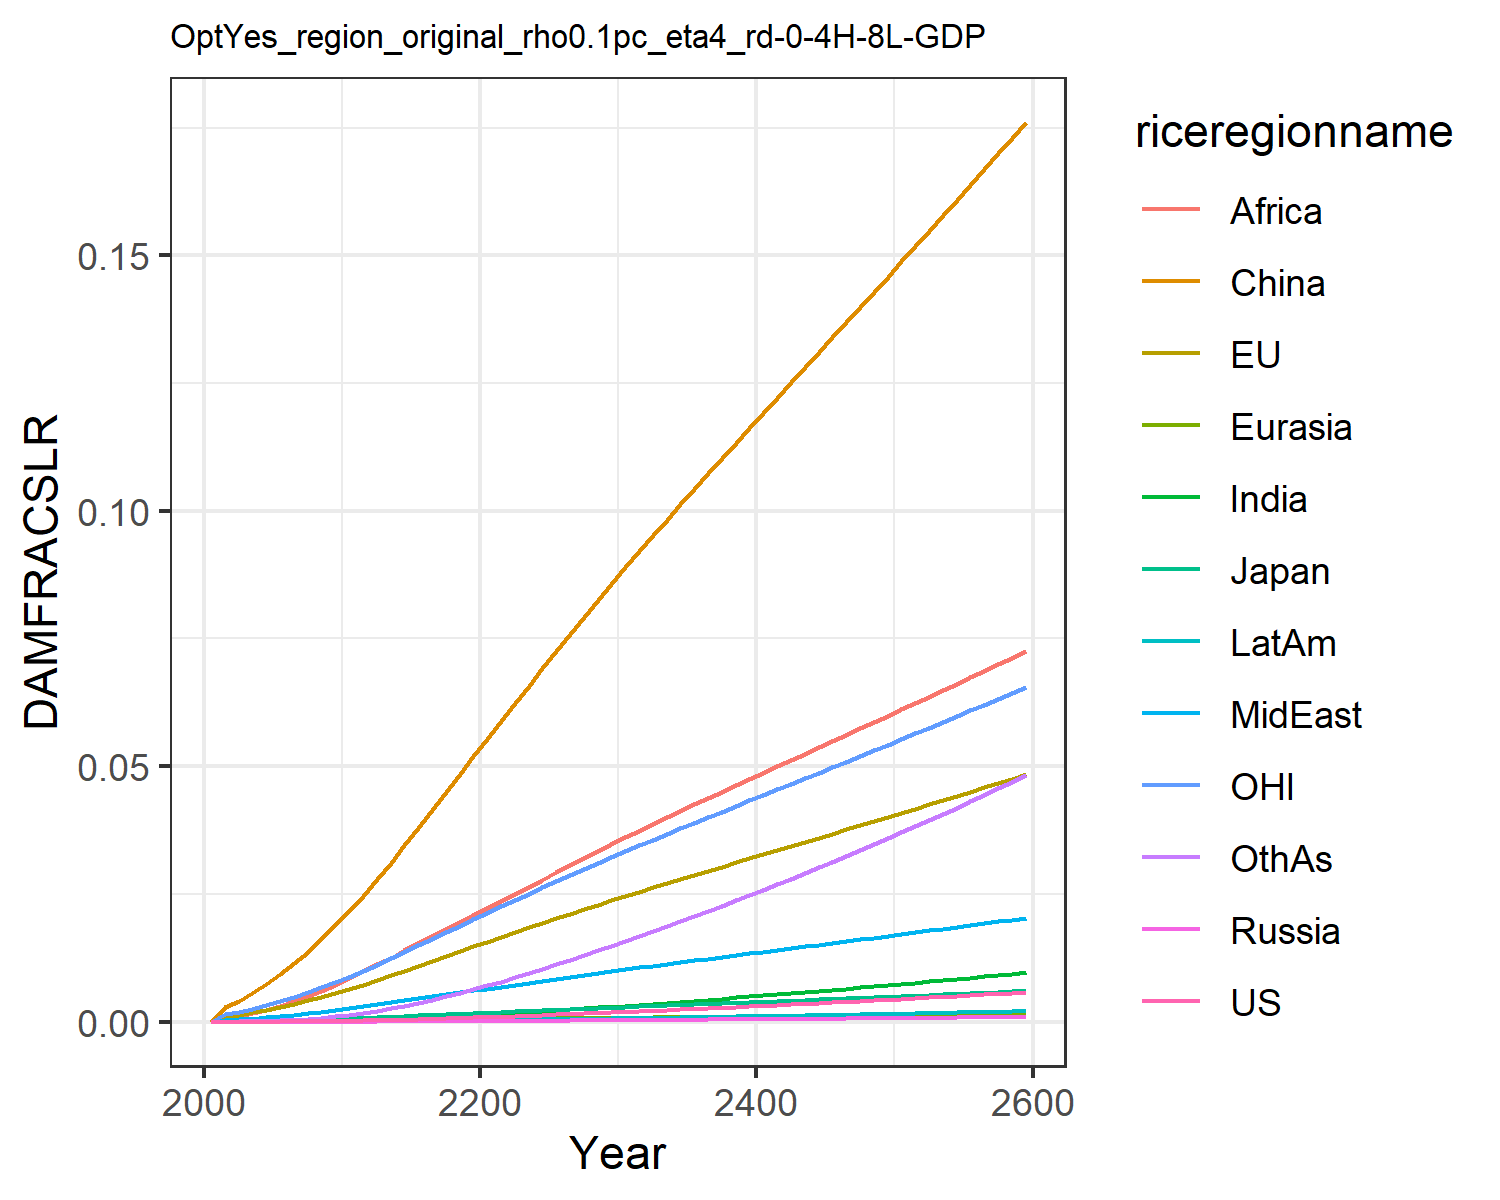 OptYes_region_original_rho0.1pc_eta4_rd-0-4H-8L-GDP
DAMFRACSLR
0.15
0.10
0.05
0.00
2000 2200 2400 2600
Year
riceregionname
Africa
China
EU
Eurasia
India
Japan
LatAm
MidEast
OHI
OthAs
Russia
US